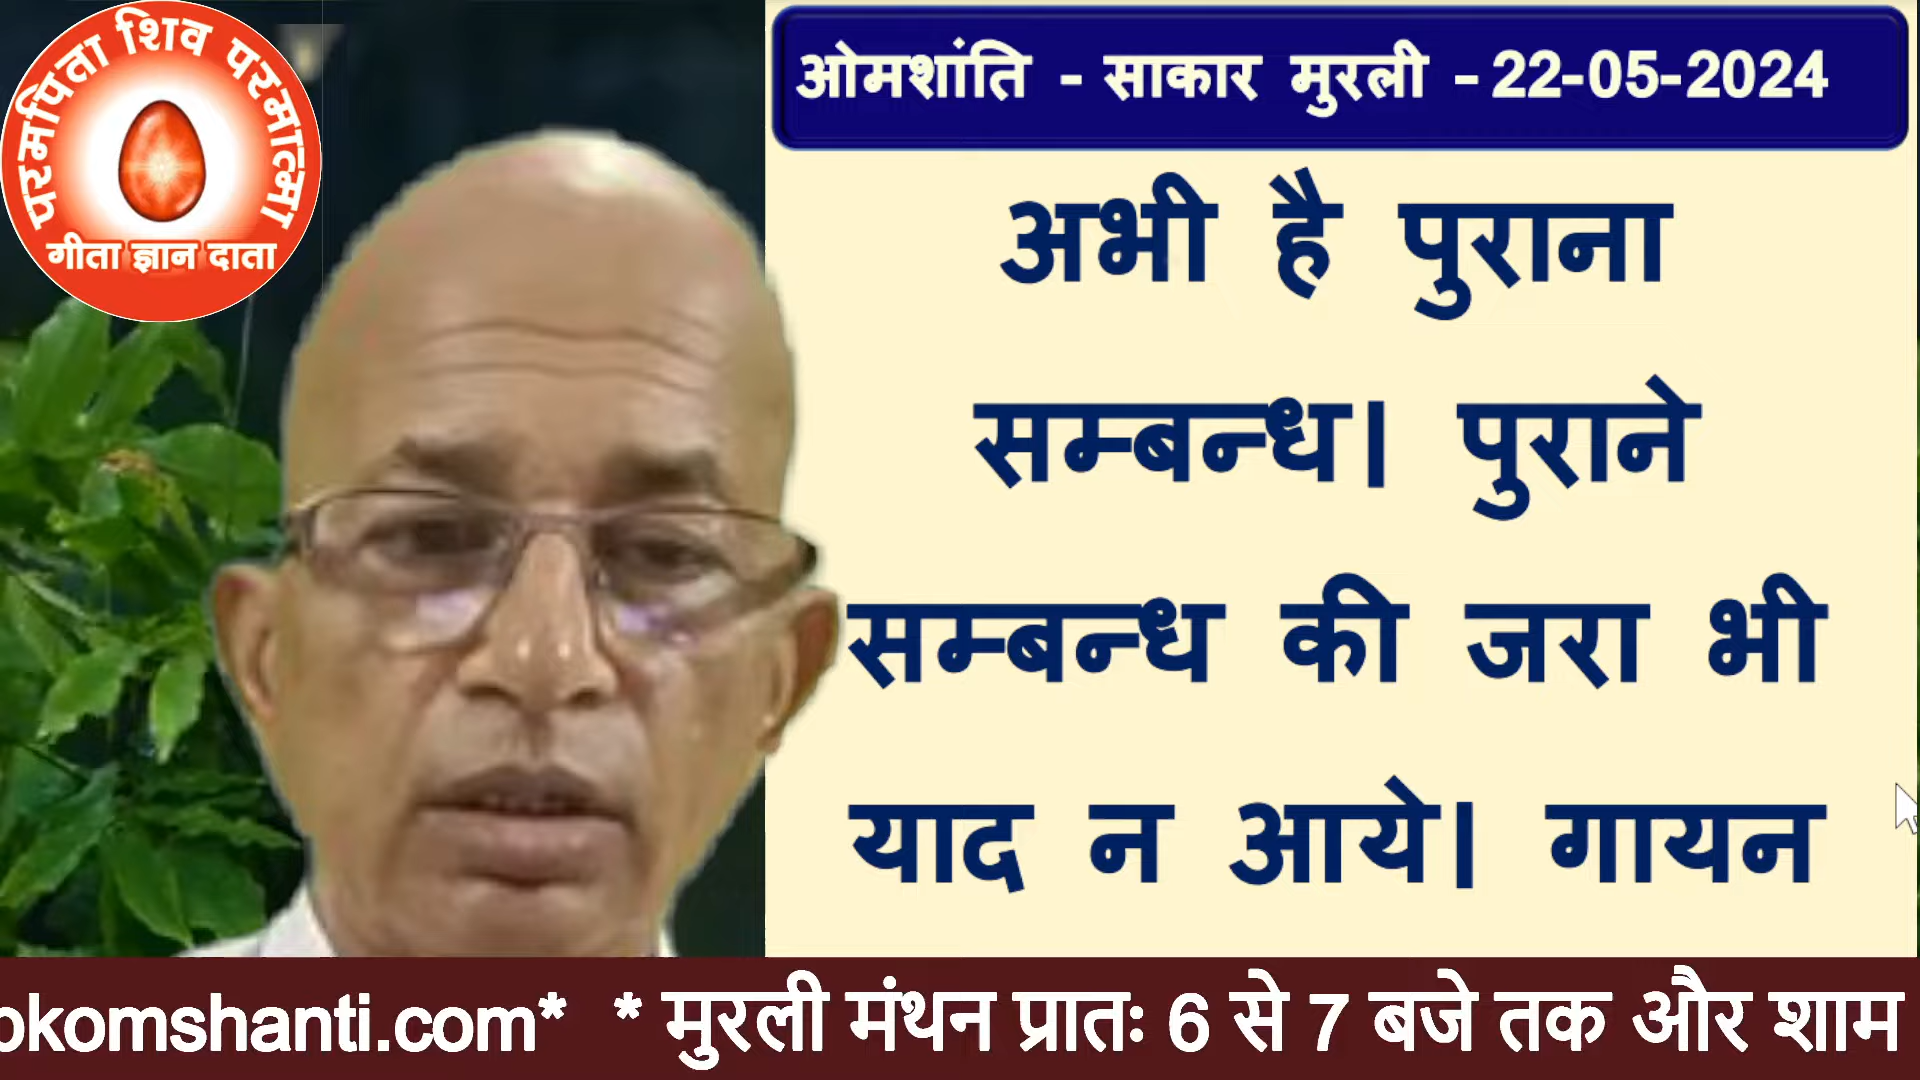 परमपिता शिव परमात्मा
गीता ज्ञान दाता
ओमशांति - साकार मुरली - 22-05-2024
अभी है पुराना
सम्बन्ध। पुराने
सम्बन्ध की जरा भी
याद न आये। गायन
okomshanti.com* * मुरली मंथन प्रातः 6 से 7 बजे तक और शाम